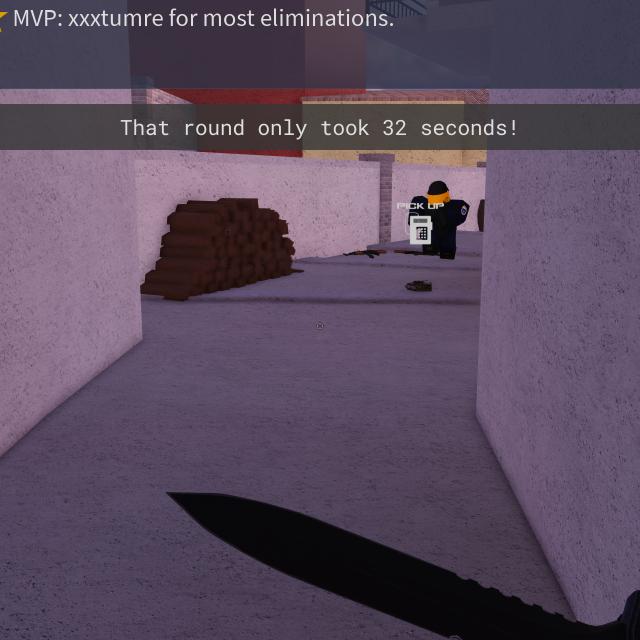 MVP: xxxtumre for most eliminations.
That round only took 32 seconds!
PICK UP